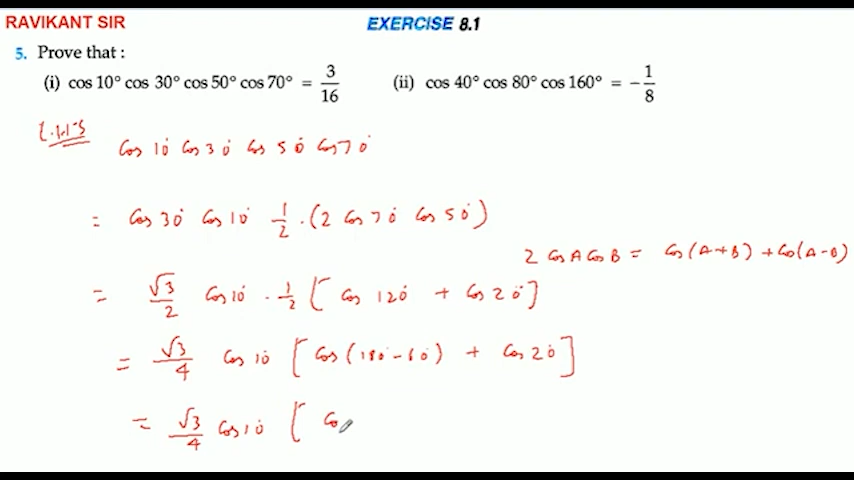 RAVIKANT SIR
EXERCISE 8.1
5. Prove that :
(i) cos 10° cos 30° cos 50° cos 70° = 3/16 (ii) cos 40° cos 80° cos 160° = -1/8
L.H.S
Cos 10° Cos 30° Cos 50° Cos 70°
= Cos 30° Cos 10° 1/2 . (2 Cos 70° Cos 50°)
2 Cos A Cos B = Cos(A+B) + Cos(A-B)
= √3/2 Cos 10° . 1/2 [ Cos 120° + Cos 20° ]
= √3/4 Cos 10° [ Cos (180° - 60°) + Cos 20° ]
= √3/4 Cos 10° [ Co